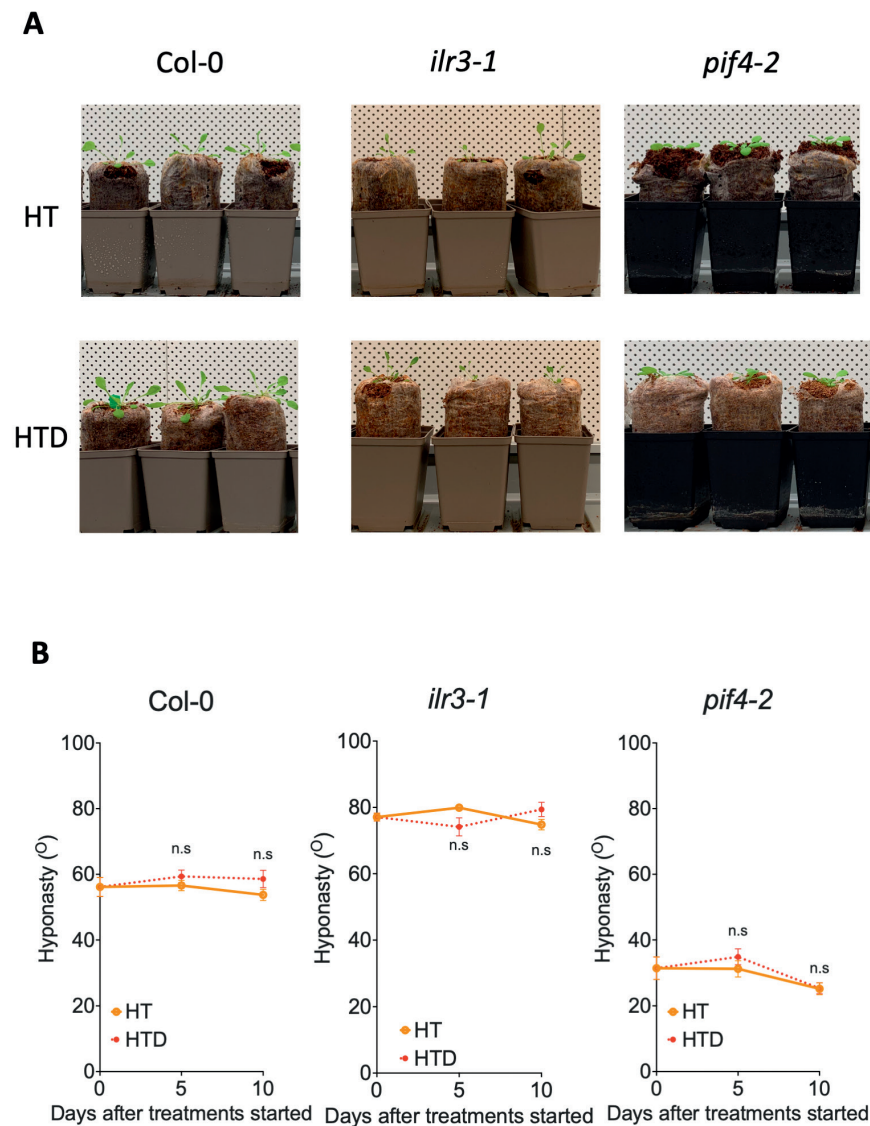 A
Col-0 ilr3-1 pif4-2
HT
HTD
B
Col-0 ilr3-1 pif4-2
100 100 100
80 80 80
60 60 60
40 40 40
20 20 20
0 0 0
Hyponasty (O) Hyponasty (O) Hyponasty (O)
n.s n.s
n.s n.s
n.s n.s
HT HT HT
HTD HTD HTD
0 5 10 0 5 10 0 5 10
Days after treatments started Days after treatments started Days after treatments started